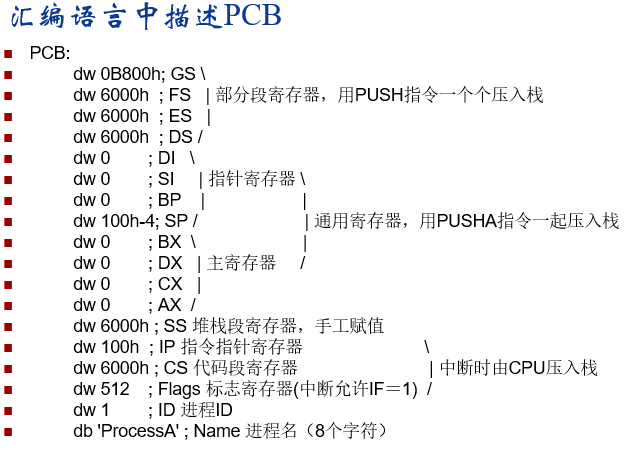 汇编语言中描述PCB
PCB:
dw 0B800h; GS \
dw 6000h ; FS | 部分段寄存器，用PUSH指令一个个压入栈
dw 6000h ; ES |
dw 6000h ; DS /
dw 0 ; DI \
dw 0 ; SI | 指针寄存器 \
dw 0 ; BP | |
dw 100h-4; SP / | 通用寄存器，用PUSHA指令一起压入栈
dw 0 ; BX \ |
dw 0 ; DX | 主寄存器 /
dw 0 ; CX |
dw 0 ; AX /
dw 6000h ; SS 堆栈段寄存器，手工赋值
dw 100h ; IP 指令指针寄存器 \
dw 6000h ; CS 代码段寄存器 | 中断时由CPU压入栈
dw 512 ; Flags 标志寄存器(中断允许IF＝1) /
dw 1 ; ID 进程ID
db 'ProcessA' ; Name 进程名（8个字符）